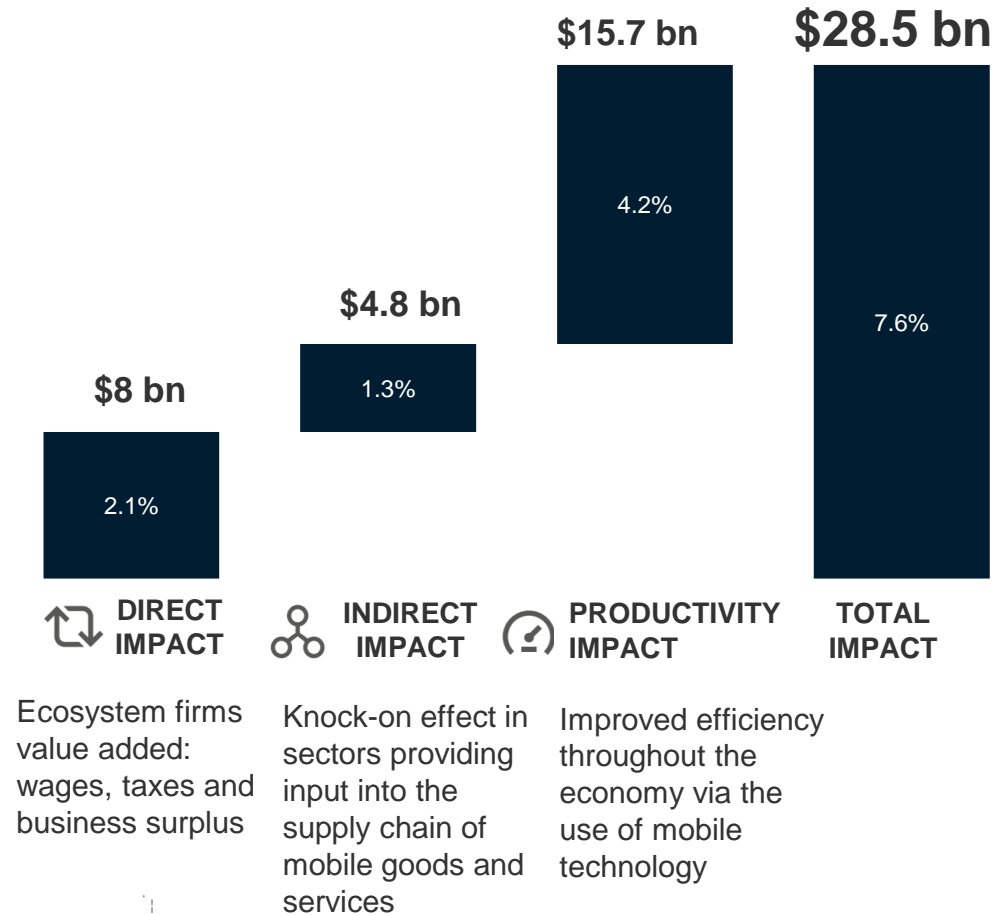 $15.7 bn
$28.5 bn
4.2%
$4.8 bn
7.6%
$8 bn
1.3%
2.1%
DIRECT
IMPACT
INDIRECT
IMPACT
PRODUCTIVITY
IMPACT
TOTAL
IMPACT
Ecosystem firms
value added:
wages, taxes and
business surplus
Knock-on effect in
sectors providing
input into the
supply chain of
mobile goods and
services
Improved efficiency
throughout the
economy via the
use of mobile
technology